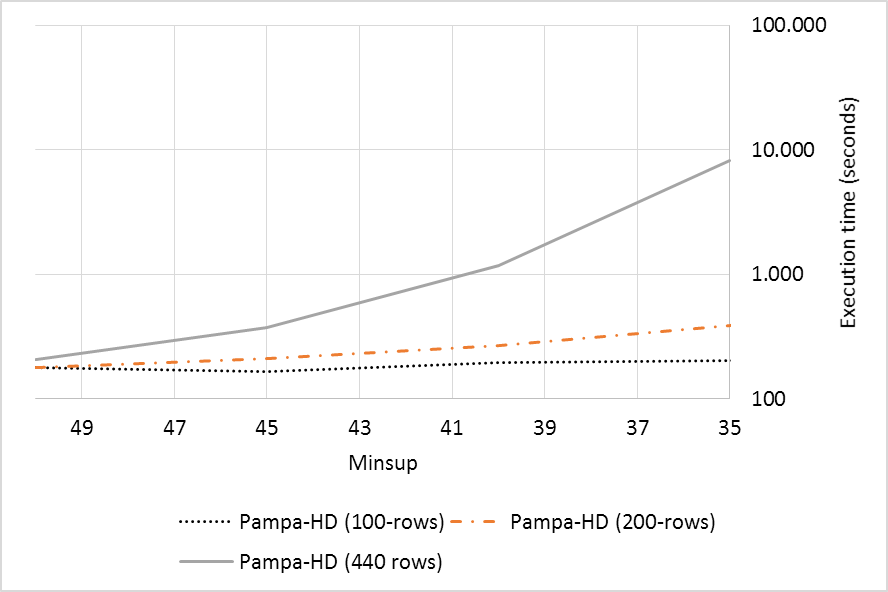 100.000
10.000
1.000
100
Execution time (seconds)
49 47 45 43 41 39 37 35
Minsup
Pampa-HD (100-rows) Pampa-HD (200-rows)
Pampa-HD (440 rows)